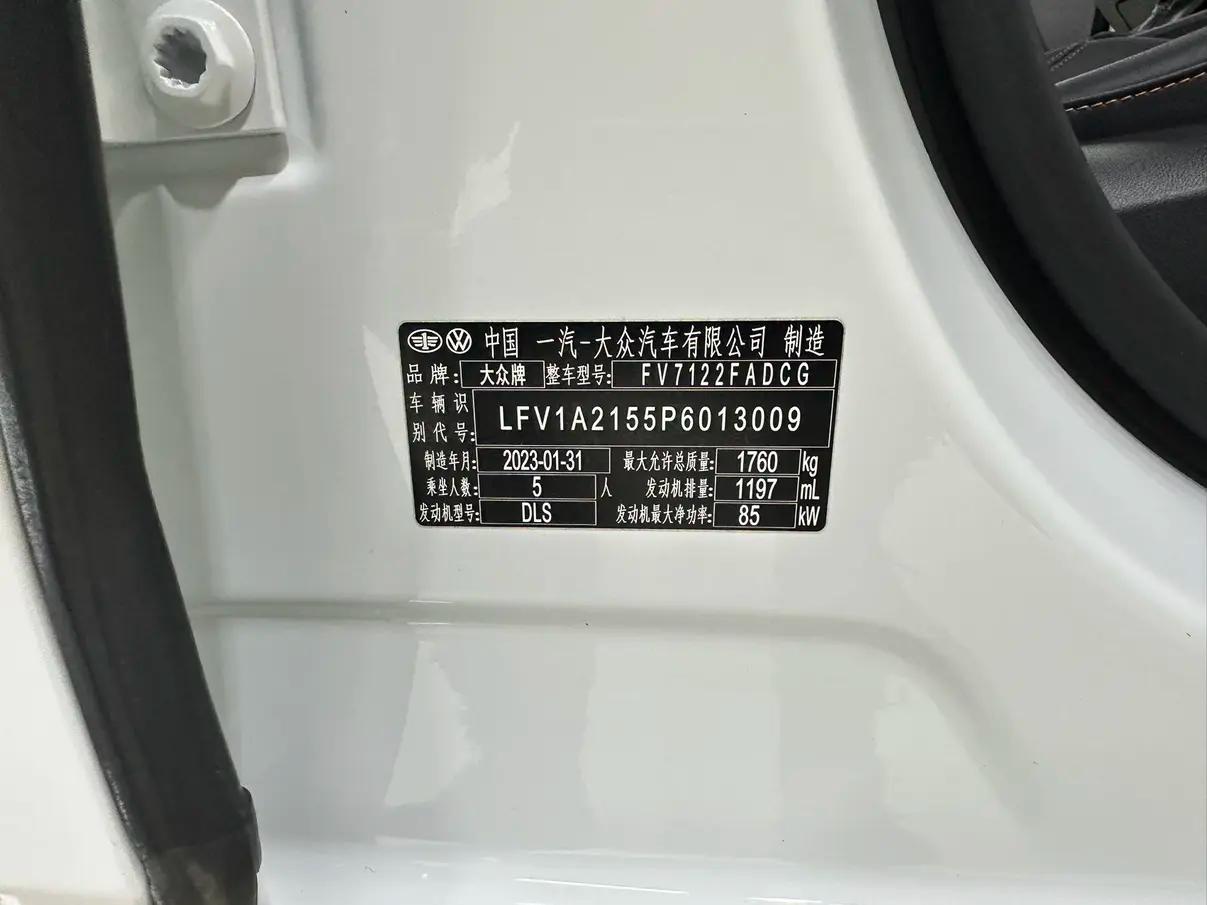 中国 一汽-大众汽车有限公司 制造
品牌: 大众牌 整车型号: FV7122FADCG
车辆识别代号: LFV1A2155P6013009
制造年月: 2023-01-31 最大允许总质量: 1760 kg
乘坐人数: 5 人 发动机排量: 1197 mL
发动机型号: DLS 发动机最大净功率: 85 kW